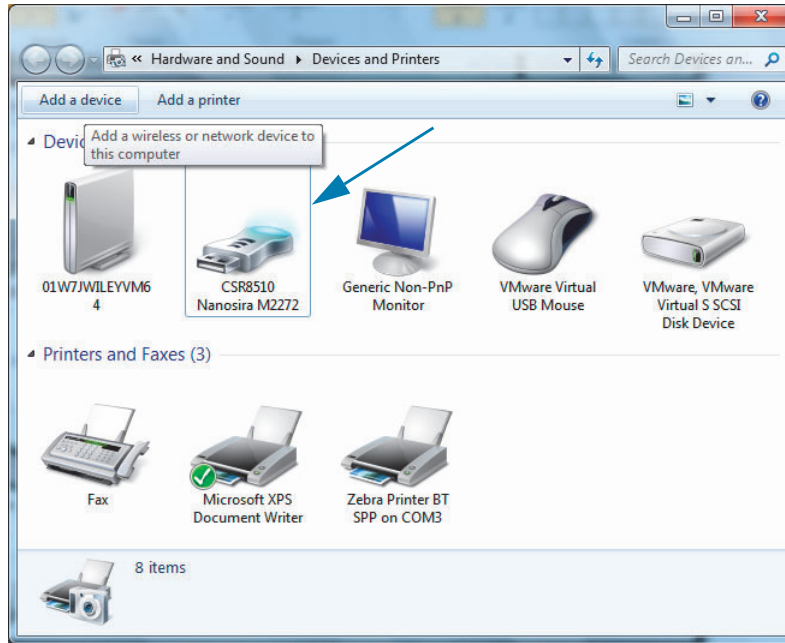 « Hardware and Sound ▸ Devices and Printers
Search Devices an...
Add a device
Add a printer
Add a wireless or network device to
this computer
Devic
01W7JWILEYVM6
4
CSR8510
Nanosira M2272
Generic Non-PnP
Monitor
VMware Virtual
USB Mouse
VMware, VMware
Virtual S SCSI
Disk Device
Printers and Faxes (3)
Fax
Microsoft XPS
Document Writer
Zebra Printer BT
SPP on COM3
8 items